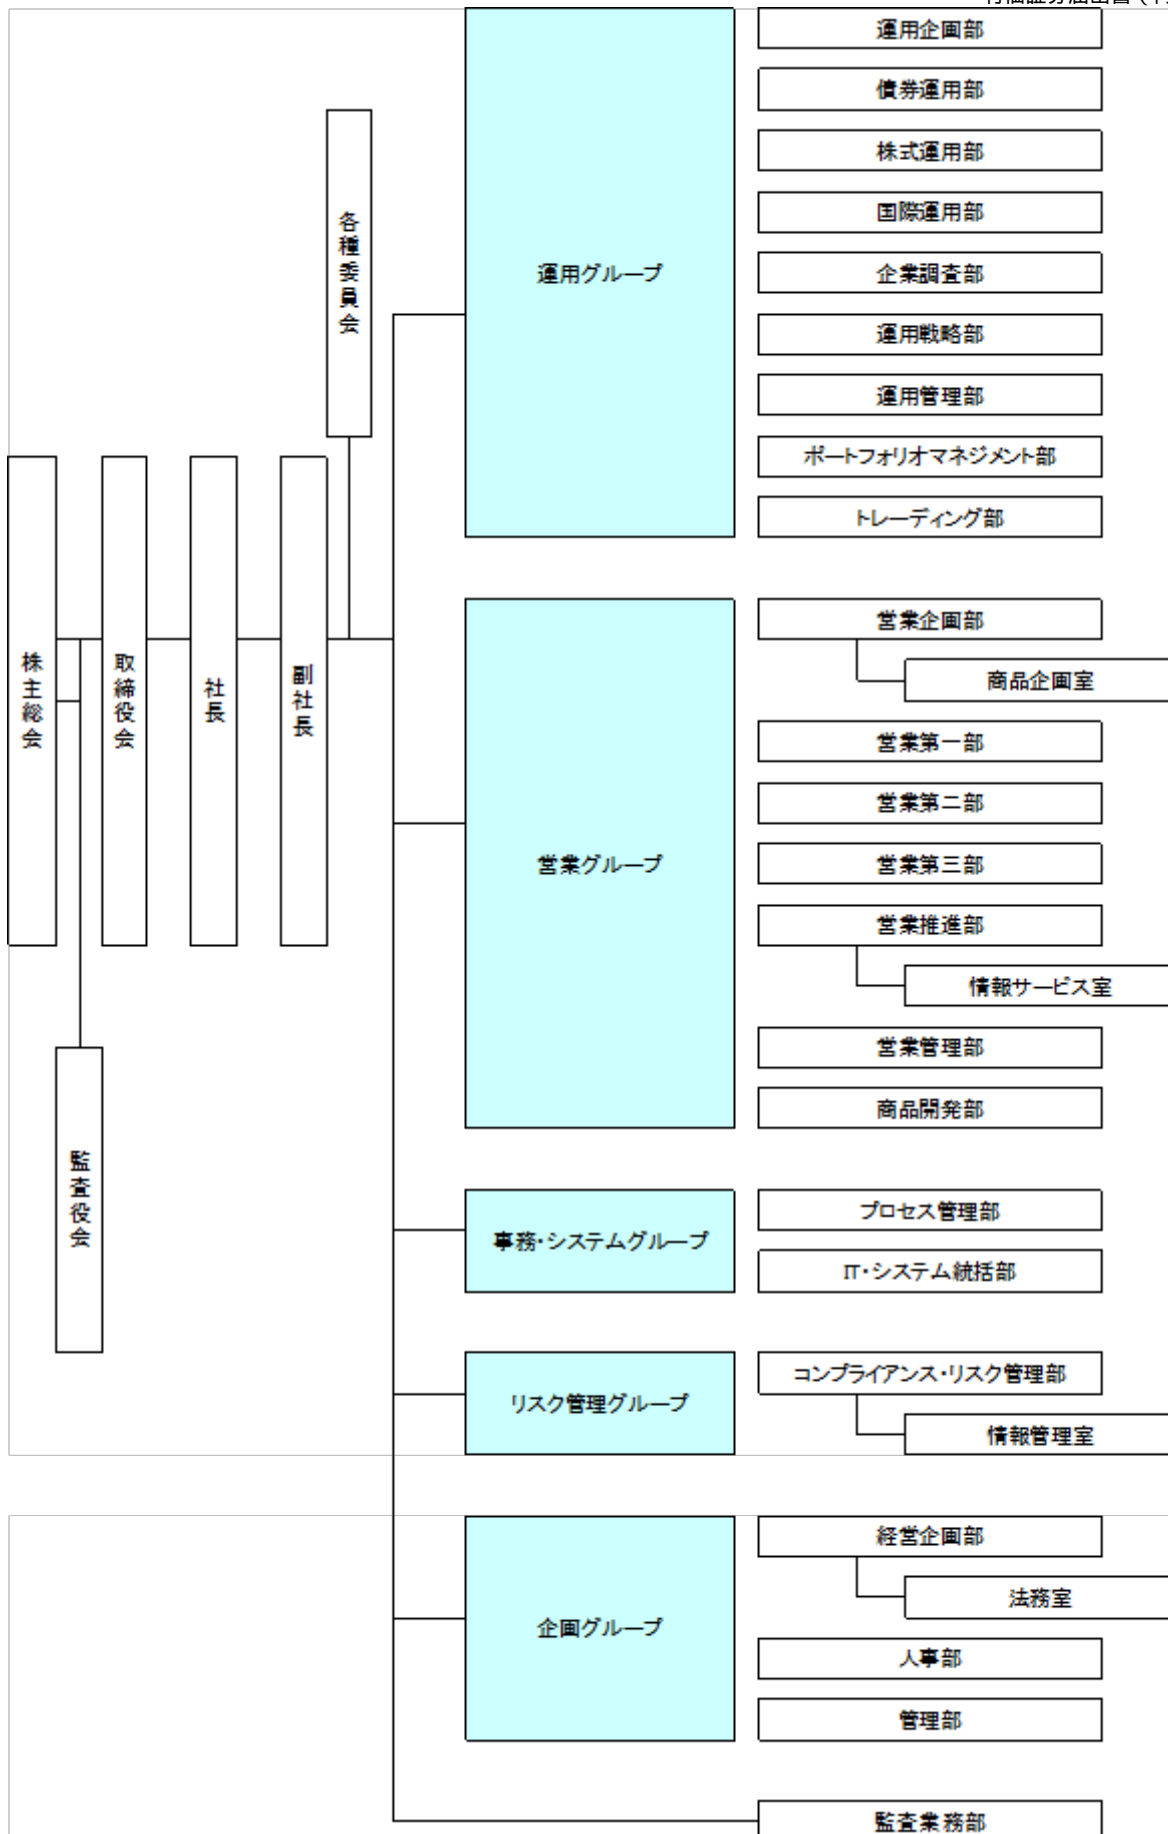 運用企画部
債券運用部
株式運用部
国際運用部
企業調査部
運用戦略部
運用管理部
ポートフォリオマネジメント部
トレーディング部
運用グループ
各種委員会
株主総会
取締役会
社長
副社長
監査役会
営業グループ
営業企画部
商品企画室
営業第一部
営業第二部
営業第三部
営業推進部
情報サービス室
営業管理部
商品開発部
事務・システムグループ
プロセス管理部
IT・システム統括部
リスク管理グループ
コンプライアンス・リスク管理部
情報管理室
企画グループ
経営企画部
法務室
人事部
管理部
監査業務部